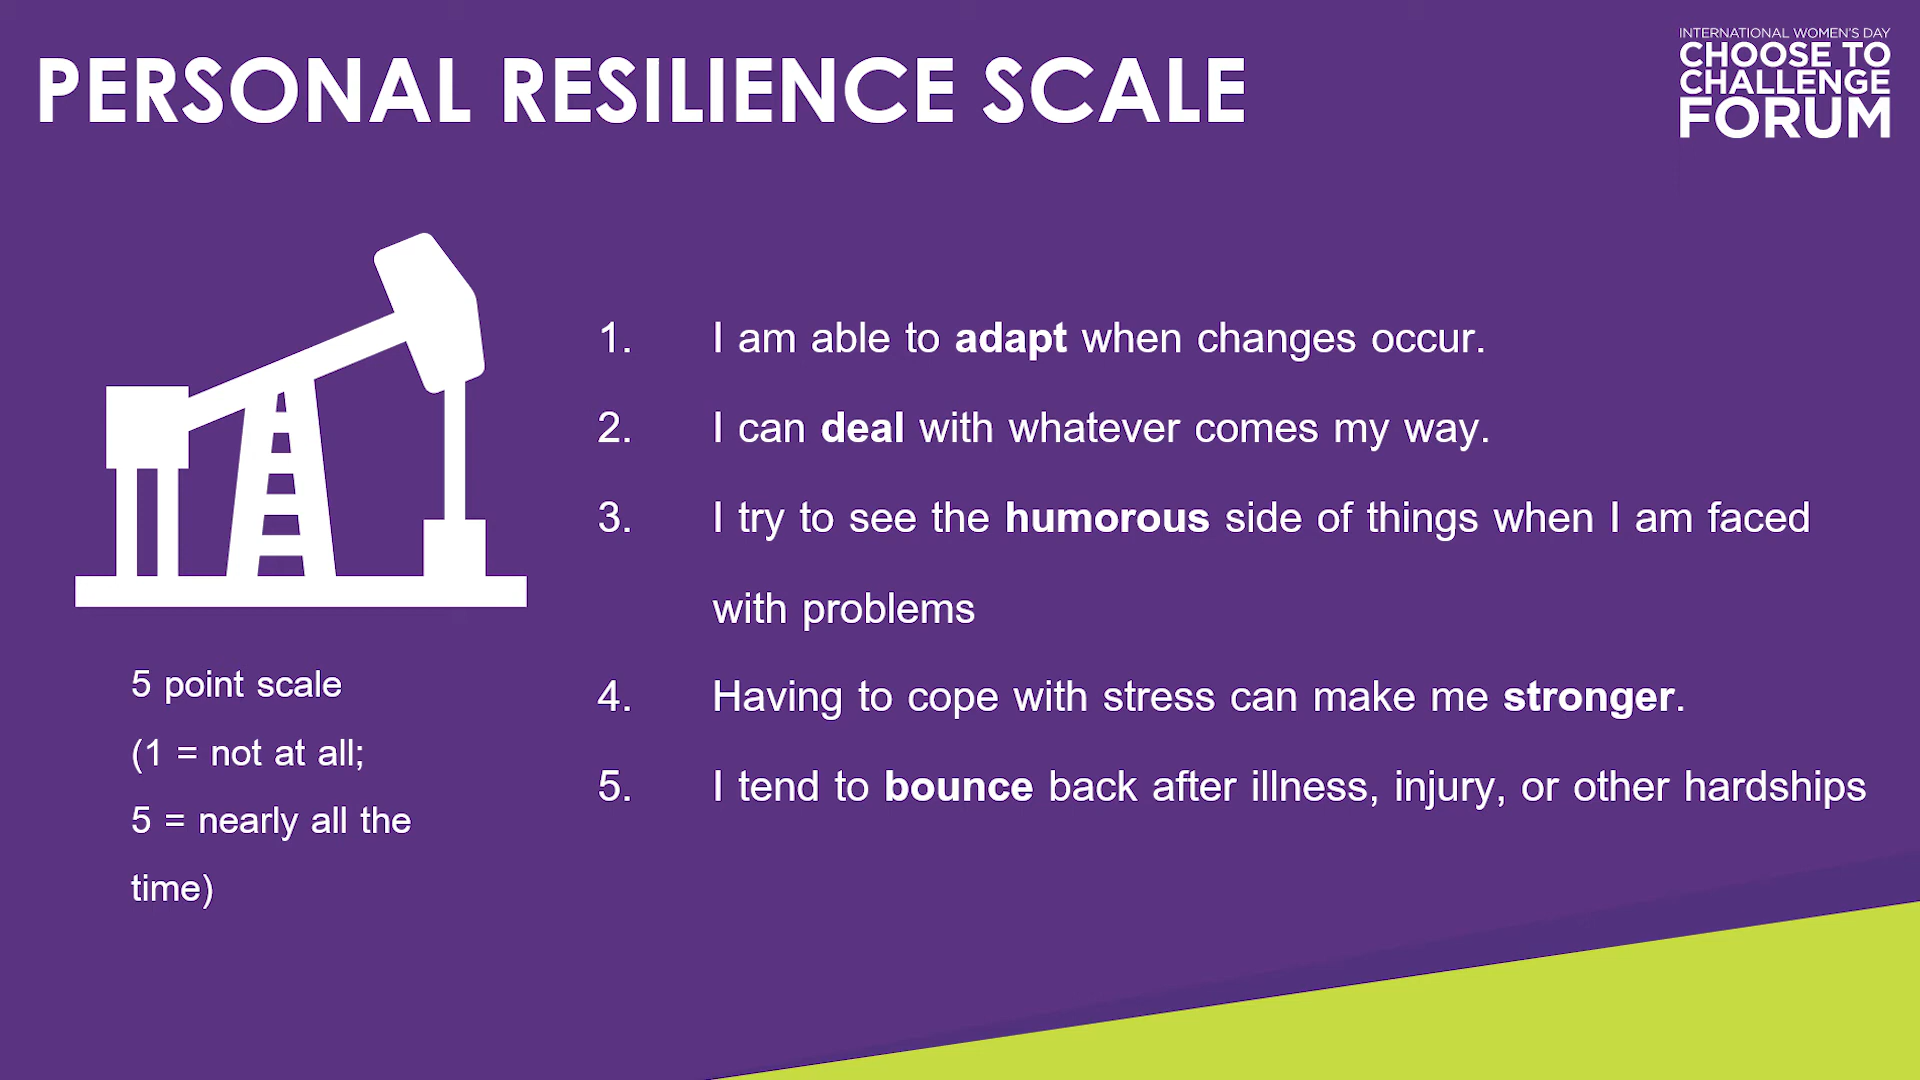 PERSONAL RESILIENCE SCALE
INTERNATIONAL WOMEN'S DAY
CHOOSE TO
CHALLENGE
FORUM
1. I am able to adapt when changes occur.
2. I can deal with whatever comes my way.
3. I try to see the humorous side of things when I am faced
with problems
4. Having to cope with stress can make me stronger.
5. I tend to bounce back after illness, injury, or other hardships
5 point scale
(1 = not at all;
5 = nearly all the
time)